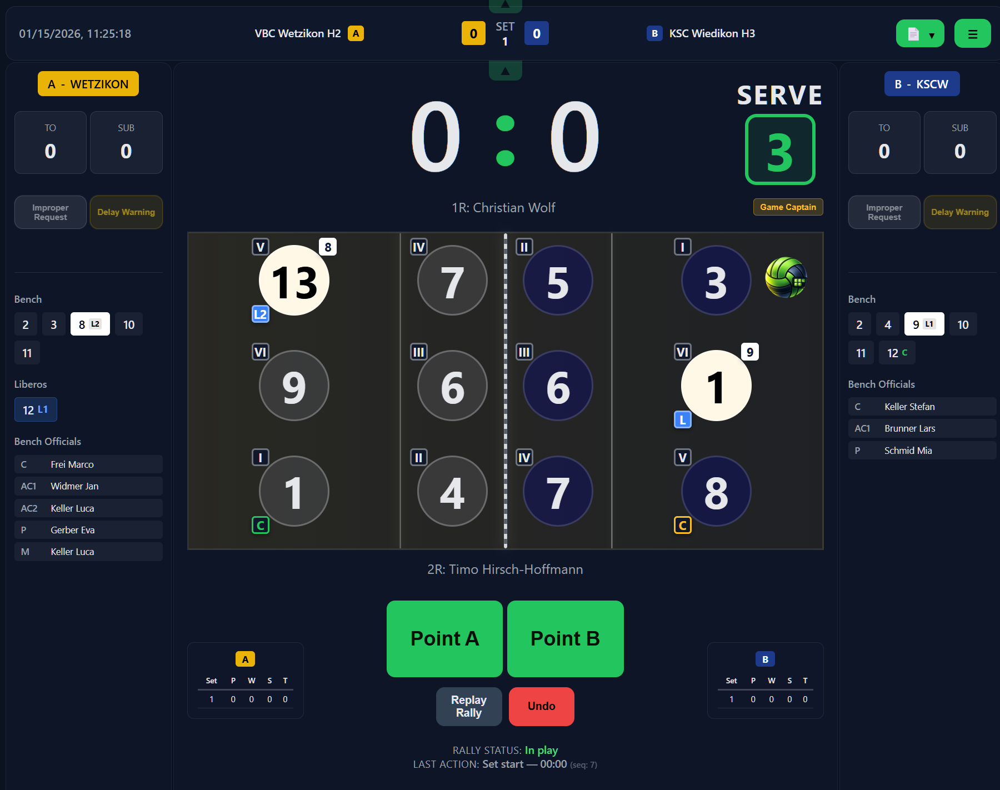 ▲
01/15/2026, 11:25:18
VBC Wetzikon H2 A
0 SET 1 0
B KSC Wiedikon H3
▼
☰
A - WETZIKON
TO
0
SUB
0
Improper
Request
Delay Warning
Bench
2 3 8 L2 10
11
Liberos
12 L1
Bench Officials
C Frei Marco
AC1 Widmer Jan
AC2 Keller Luca
P Gerber Eva
M Keller Luca
▲
0 : 0
SERVE
3
1R: Christian Wolf
Game Captain
V 13 8 L2
IV 7
II 5
I 3
VI 9
III 6
III 6
VI 1 9 L
I 1 C
II 4
IV 7
V 8 C
2R: Timo Hirsch-Hoffmann
Point A
Point B
Replay
Rally
Undo
A
Set P W S T
1 0 0 0 0
B
Set P W S T
1 0 0 0 0
RALLY STATUS: In play
LAST ACTION: Set start — 00:00 (seq: 7)
B - KSCW
TO
0
SUB
0
Improper
Request
Delay Warning
Bench
2 4 9 L1 10
11 12 C
Bench Officials
C Keller Stefan
AC1 Brunner Lars
P Schmid Mia